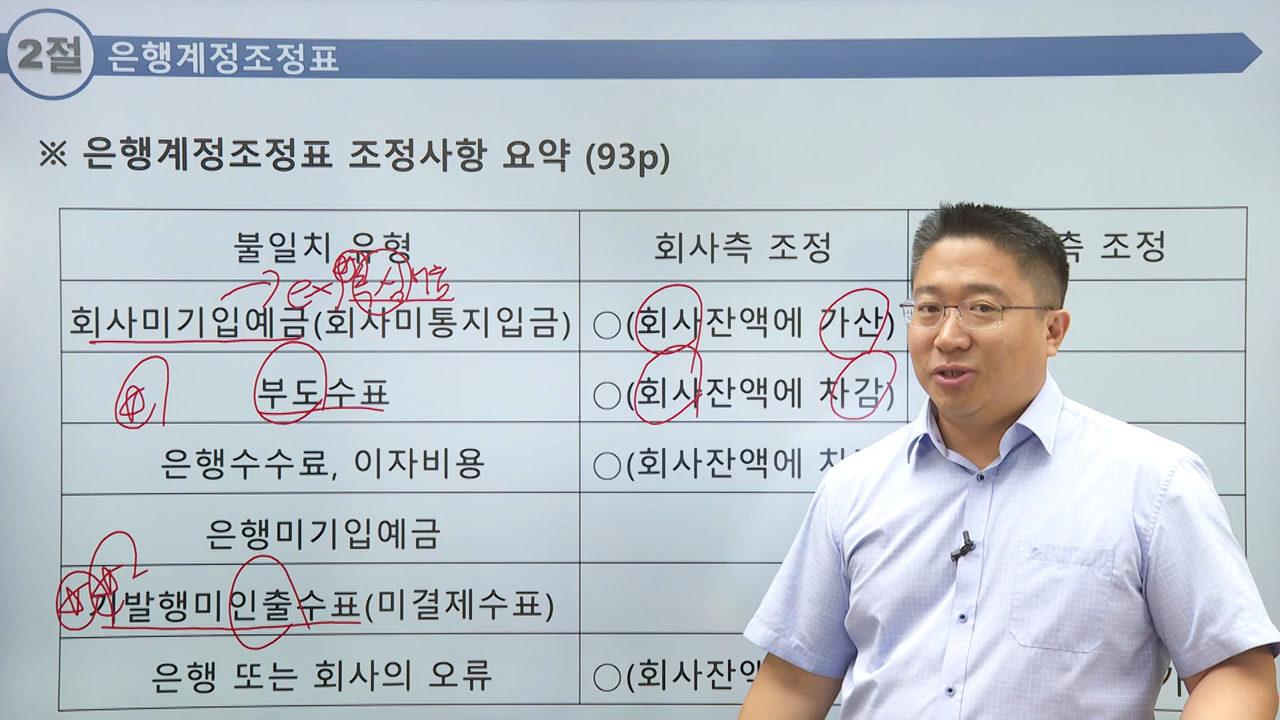 2절 은행계정조정표
※ 은행계정조정표 조정사항 요약 (93p)
불일치 유형 회사측 조정 측 조정
ex)
회사미기입예금(회사미통지입금) ○(회사잔액에 가산)
부도수표 ○(회사잔액에 차감)
은행수수료, 이자비용 ○(회사잔액에
은행미기입예금
기발행미인출수표(미결제수표)
은행 또는 회사의 오류 ○(회사잔액